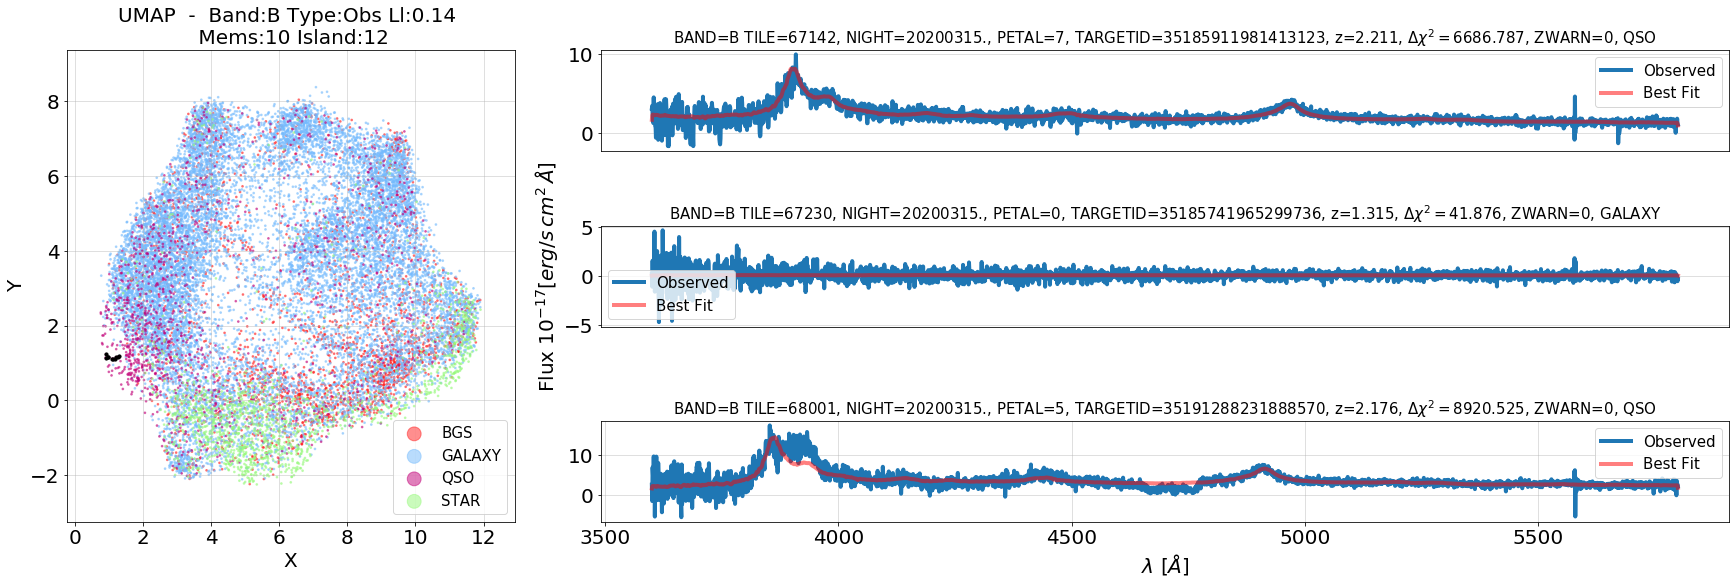 UMAP - Band:B Type:Obs Ll:0.14
Mems:10 Island:12
Y
8
6
4
2
0
−2
0 2 4 6 8 10 12
X
BGS
GALAXY
QSO
STAR
Flux 10⁻¹⁷[erg/s cm² Å]
BAND=B TILE=67142, NIGHT=20200315., PETAL=7, TARGETID=35185911981413123, z=2.211, Δχ² = 6686.787, ZWARN=0, QSO
10
0
Observed
Best Fit
BAND=B TILE=67230, NIGHT=20200315., PETAL=0, TARGETID=35185741965299736, z=1.315, Δχ² = 41.876, ZWARN=0, GALAXY
5
0
−5
Observed
Best Fit
BAND=B TILE=68001, NIGHT=20200315., PETAL=5, TARGETID=35191288231888570, z=2.176, Δχ² = 8920.525, ZWARN=0, QSO
10
0
Observed
Best Fit
3500 4000 4500 5000 5500
λ [Å]